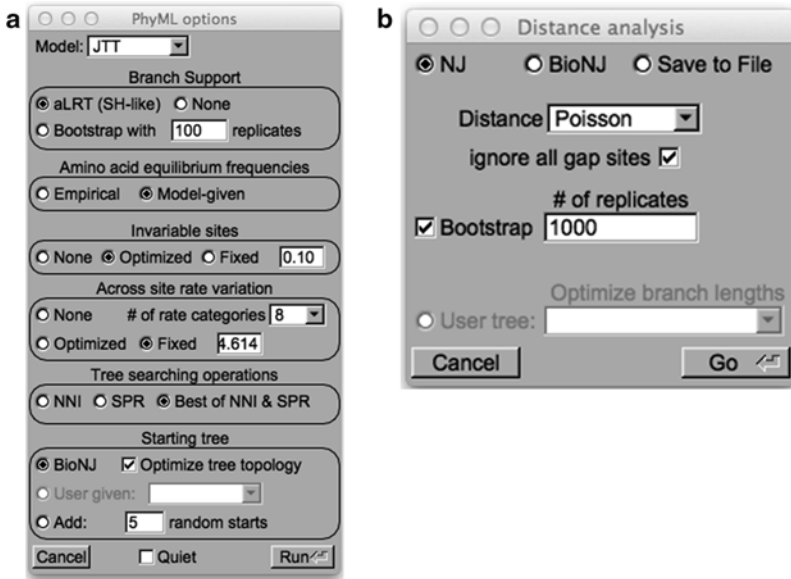 a
PhyML options
Model: JTT
Branch Support
aLRT (SH-like) None
Bootstrap with 100 replicates
Amino acid equilibrium frequencies
Empirical Model-given
Invariable sites
None Optimized Fixed 0.10
Across site rate variation
None # of rate categories 8
Optimized Fixed 4.614
Tree searching operations
NNI SPR Best of NNI & SPR
Starting tree
BioNJ Optimize tree topology
User given:
Add: 5 random starts
Cancel Quiet Run
b
Distance analysis
NJ BioNJ Save to File
Distance Poisson
ignore all gap sites
# of replicates
Bootstrap 1000
Optimize branch lengths
User tree:
Cancel Go